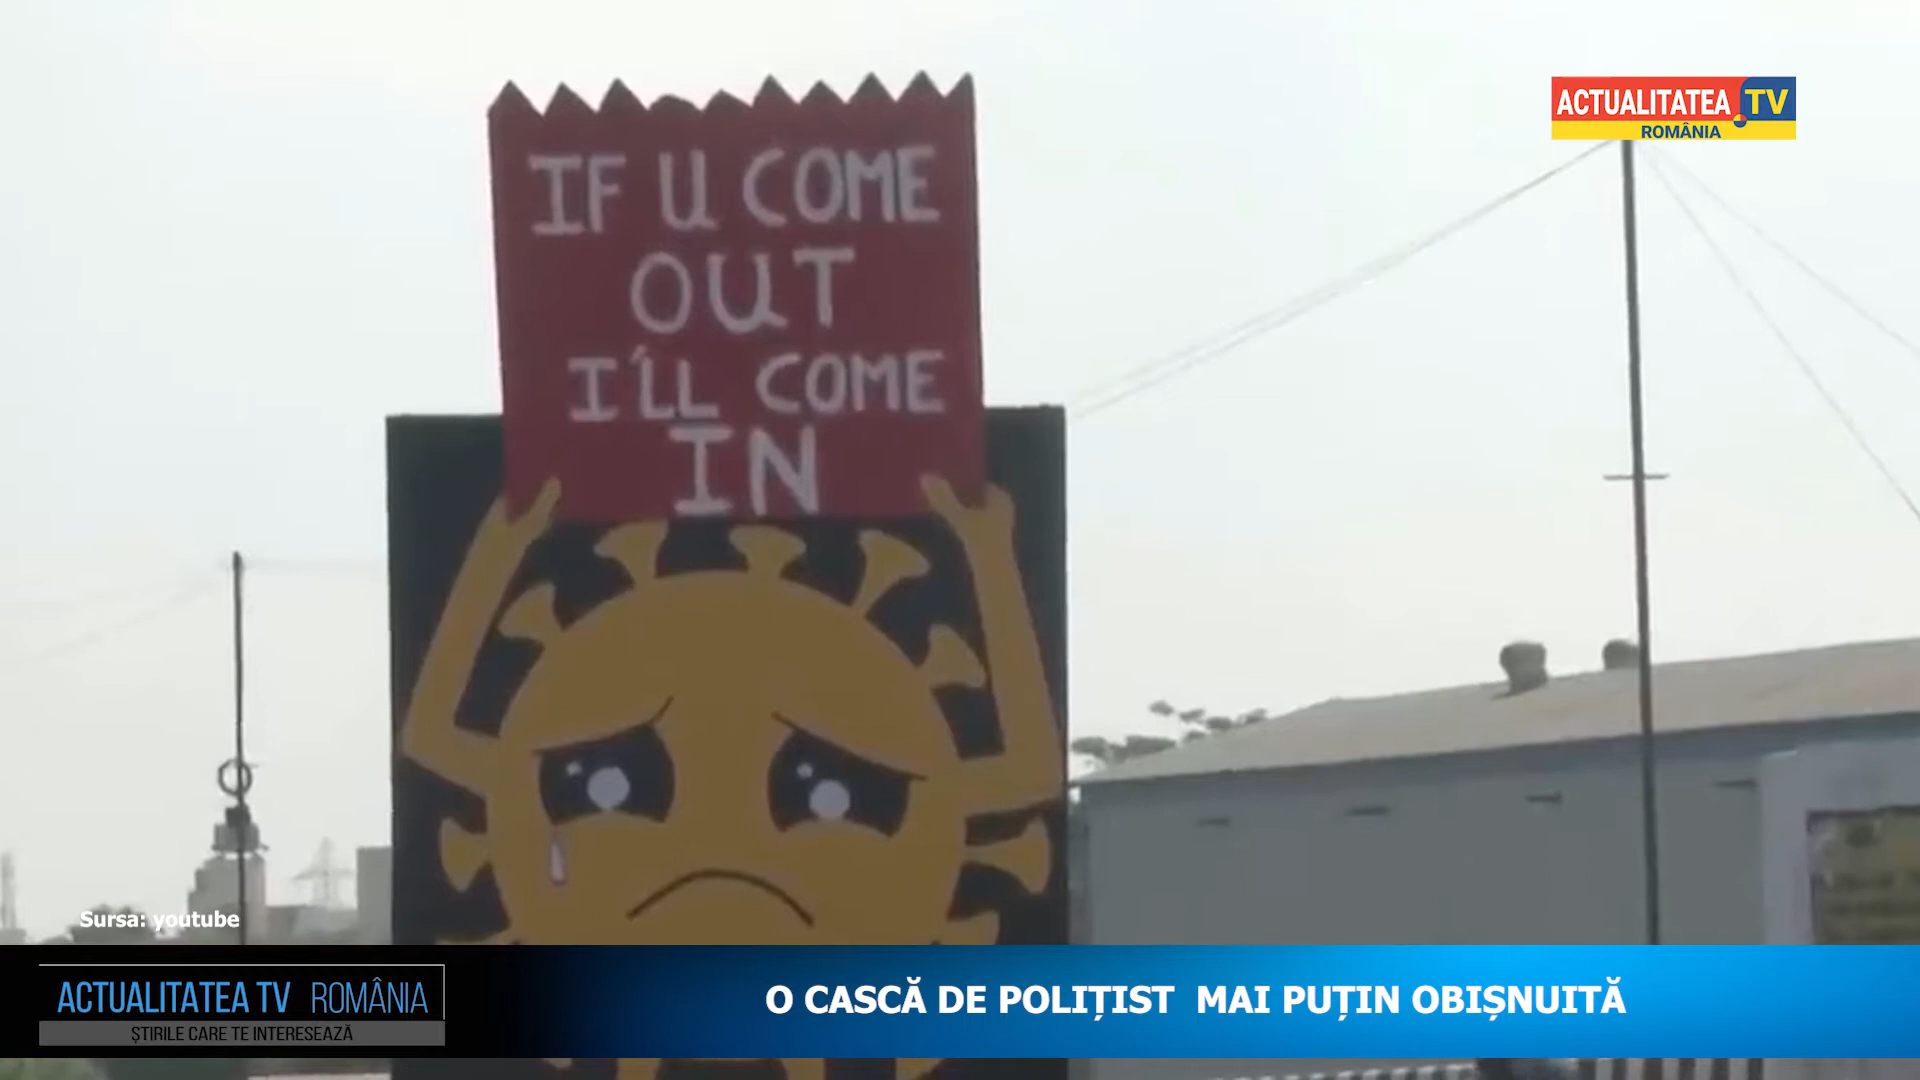 ACTUALITATEA.TV
ROMÂNIA
IF U COME
OUT
I'LL COME
IN
Sursa: youtube
ACTUALITATEA TV ROMÂNIA
ȘTIRILE CARE TE INTERESEAZĂ
O CASCĂ DE POLIȚIST MAI PUȚIN OBIȘNUITĂ